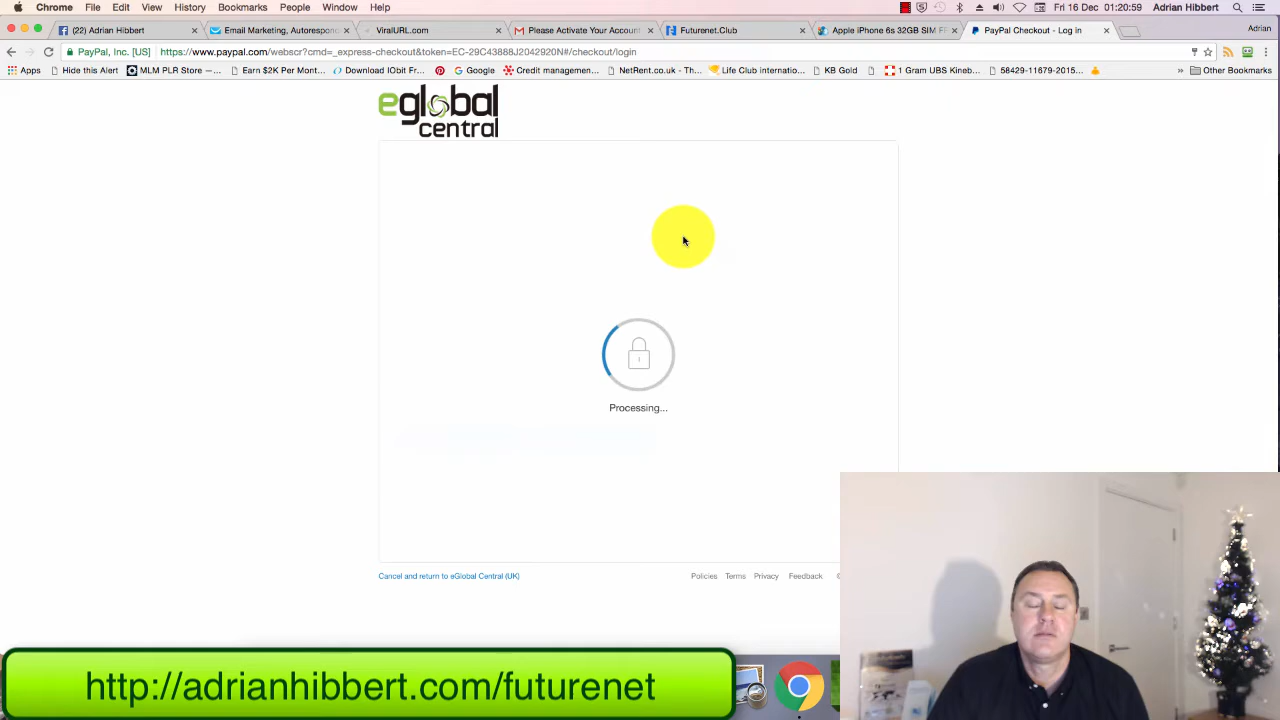 Chrome File Edit View History Bookmarks People Window Help Fri 16 Dec 01:20:59 Adrian Hibbert
(22) Adrian Hibbert Email Marketing, Autorespond ViralURL.com Please Activate Your Account Futurenet.Club Apple iPhone 6s 32GB SIM FR PayPal Checkout - Log In Adrian
PayPal, Inc. [US] https://www.paypal.com/webscr?cmd=_express-checkout&token=EC-29C43888J2042920N#/checkout/login
Apps Hide this Alert MLM PLR Store — ... Earn $2K Per Mont... Download IObit Fr... Google Credit managemen... NetRent.co.uk - Th... Life Club internatio... KB Gold 1 Gram UBS Kineb... 58429-11679-2015... » Other Bookmarks
eglobal
central
Processing...
Cancel and return to eGlobal Central (UK) Policies Terms Privacy Feedback
http://adrianhibbert.com/futurenet